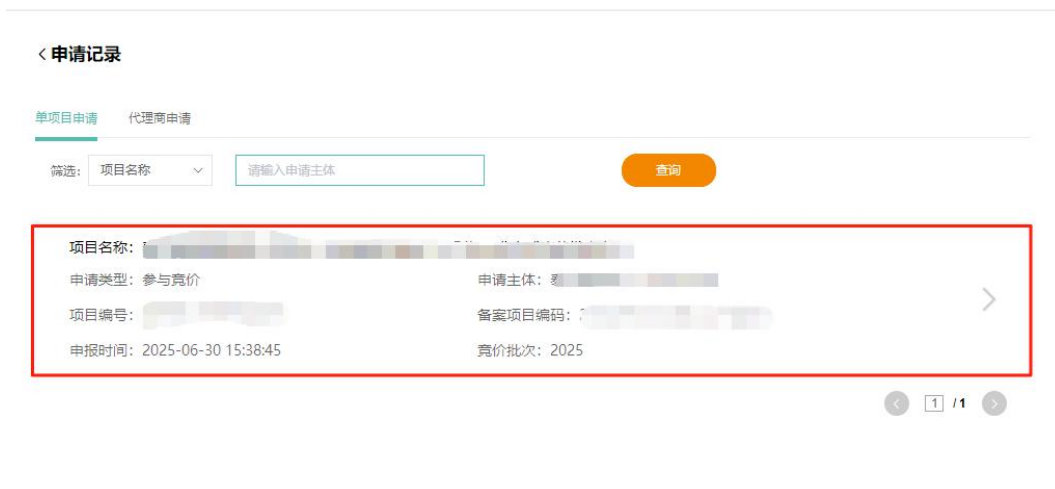 申请记录
单项目申请 代理商申请
筛选： 项目名称 请输入申请主体 查询
项目名称：
申请类型：参与竞价 申请主体：
项目编号： 备案项目编码：
申报时间：2025-06-30 15:38:45 竞价批次：2025
1 / 1